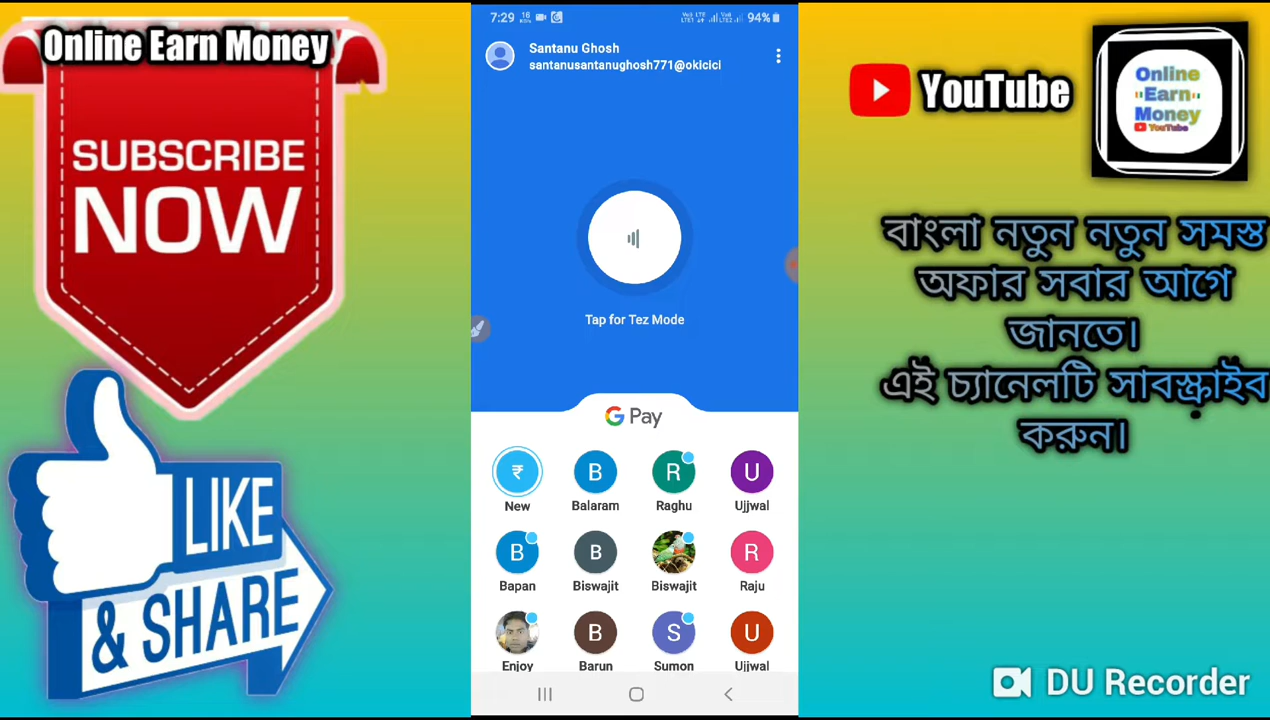 Online Earn Money
SUBSCRIBE
NOW
LIKE
& SHARE
7:29
94%
Santanu Ghosh
santanusantanughosh771@okicici
Tap for Tez Mode
G Pay
₹
B
R
U
New
Balaram
Raghu
Ujjwal
B
B
R
Bapan
Biswajit
Biswajit
Raju
B
S
U
Enjoy
Barun
Sumon
Ujjwal
YouTube
Online
Earn
Money
YouTube
বাংলা নতুন নতুন সমস্ত
অফার সবার আগে
জানতে।
এই চ্যানেলটি সাবস্ক্রাইব
করুন।
DU Recorder